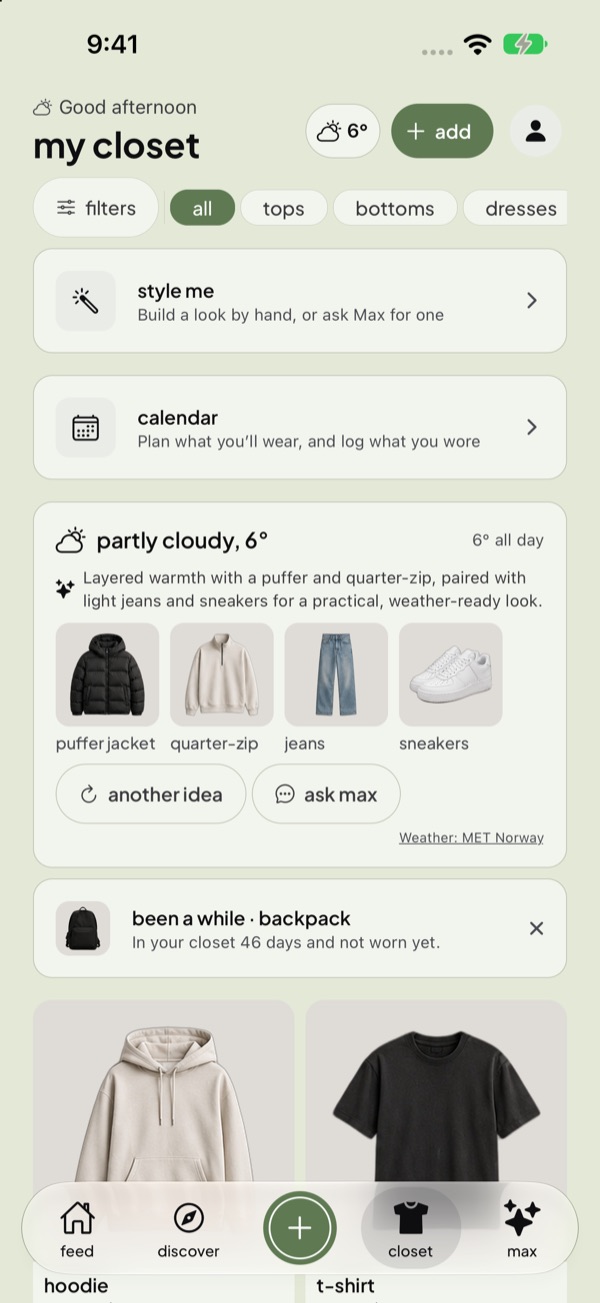 9:41
Good afternoon
my closet
6°
add
filters
all
tops
bottoms
dresses
style me
Build a look by hand, or ask Max for one
calendar
Plan what you’ll wear, and log what you wore
partly cloudy, 6°
6° all day
Layered warmth with a puffer and quarter-zip, paired with
light jeans and sneakers for a practical, weather-ready look.
puffer jacket
quarter-zip
jeans
sneakers
another idea
ask max
Weather: MET Norway
been a while · backpack
In your closet 46 days and not worn yet.
feed
discover
closet
max
hoodie
t-shirt